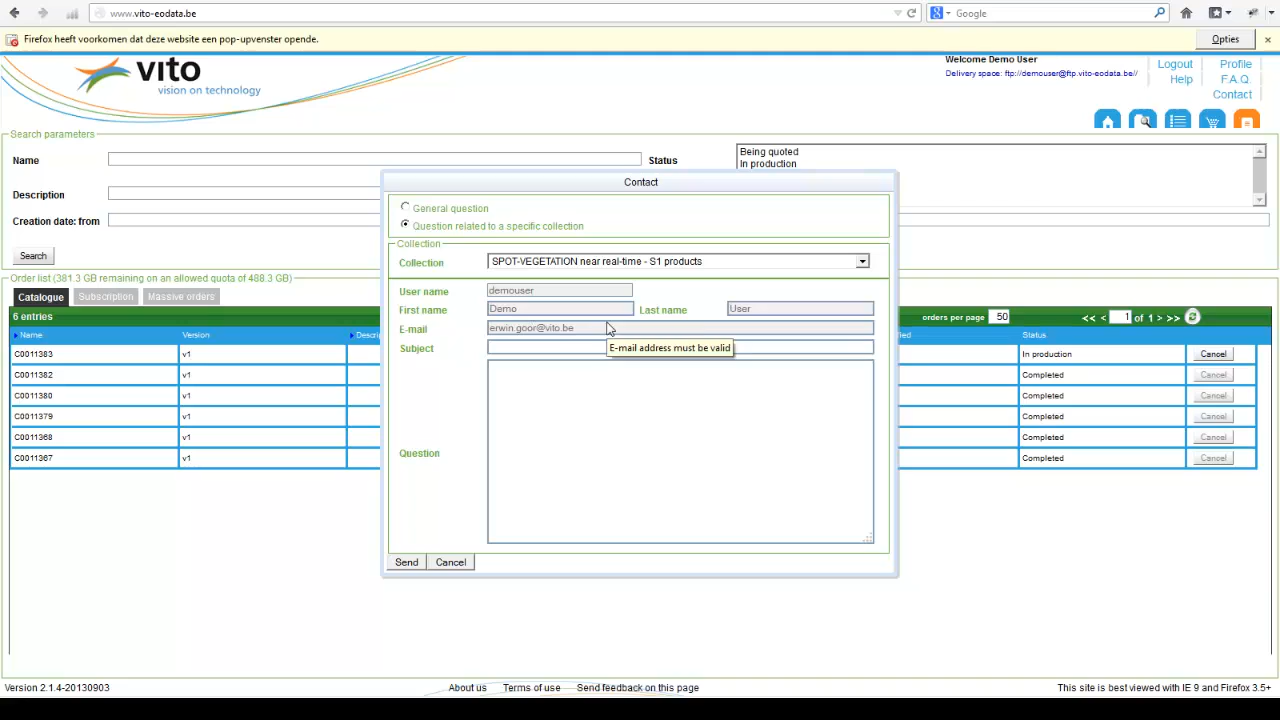 www.vito-eodata.be
Google
Firefox heeft voorkomen dat deze website een pop-upvenster opende.
Opties
×
vito
vision on technology
Welcome Demo User
Delivery space: ftp://demouser@ftp.vito-eodata.be//
Logout
Profile
Help
F.A.Q.
Contact
Search parameters
Name
Status
Being quoted
In production
Description
Creation date: from
Search
Contact
General question
Question related to a specific collection
Collection
Collection
SPOT-VEGETATION near real-time - S1 products
User name
demouser
First name
Demo
Last name
User
E-mail
erwin.goor@vito.be
Subject
E-mail address must be valid
Question
Send
Cancel
Order list (381.3 GB remaining on an allowed quota of 488.3 GB)
Catalogue
Subscription
Massive orders
6 entries
orders per page 50
<< < 1 of 1 > >>
Name
Version
Status
C0011383 v1 In production Cancel
C0011382 v1 Completed Cancel
C0011380 v1 Completed Cancel
C0011379 v1 Completed Cancel
C0011368 v1 Completed Cancel
C0011367 v1 Completed Cancel
Version 2.1.4-20130903
About us
Terms of use
Send feedback on this page
This site is best viewed with IE 9 and Firefox 3.5+